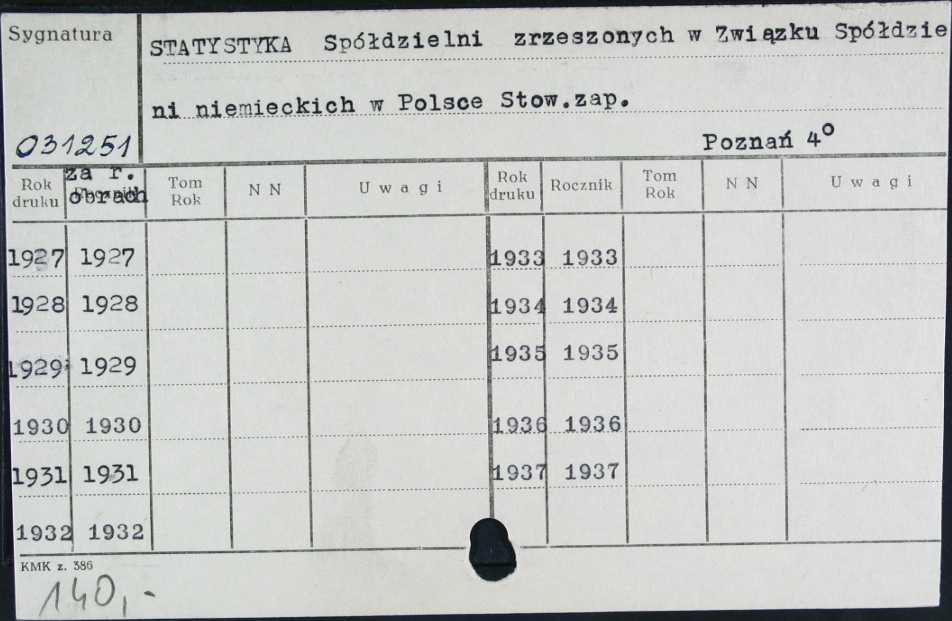 Sygnatura
STATYSTYKA Spółdzielni zrzeszonych w Związku Spółdzie
ni niemieckich w Polsce Stow.zap.
031251
Poznań 4°
Rok druku za r. obrach Rocznik Tom Rok N N U w a g i Rok druku Rocznik Tom Rok N N U w a g i
1927 1927 1933 1933
1928 1928 1934 1934
1929 1929 1935 1935
1930 1930 1936 1936
1931 1931 1937 1937
1932 1932
KMK z. 386
140,-